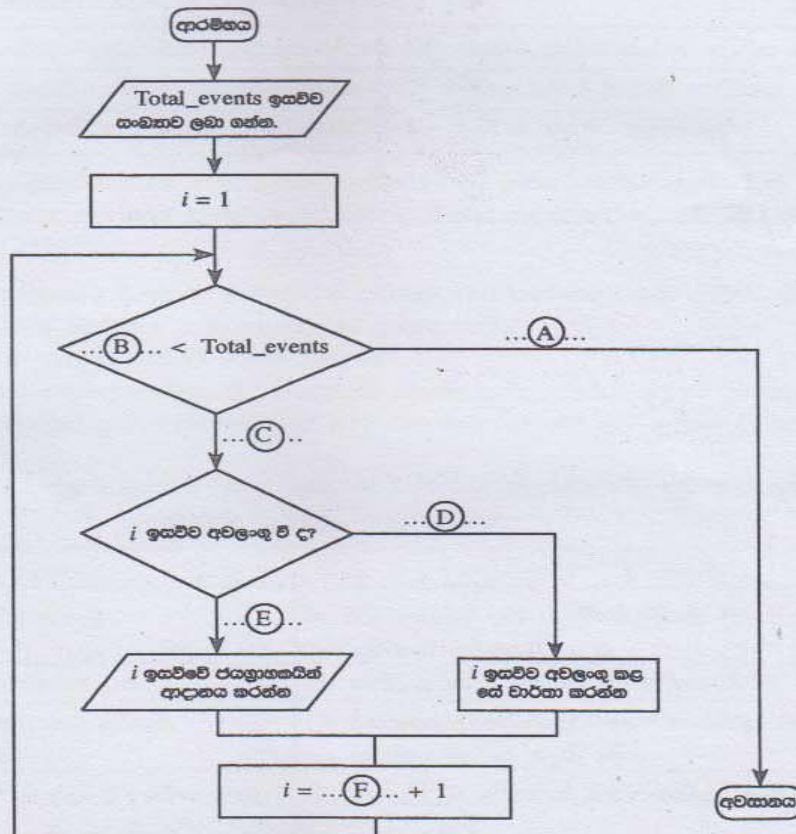 ආරම්භය
Total_events ඉසව්ව
සංඛ්‍යාව ලබා ගන්න.
i = 1
...Ⓑ... < Total_events
...Ⓐ...
...Ⓒ...
i ඉසව්ව අවලංගු වී ද?
...Ⓓ...
...Ⓔ...
i ඉසව්වේ ජයග්‍රාහකයින්
ආදානය කරන්න
i ඉසව්ව අවලංගු කළ
සේ වාර්තා කරන්න
i = ...Ⓕ... + 1
අවසානය